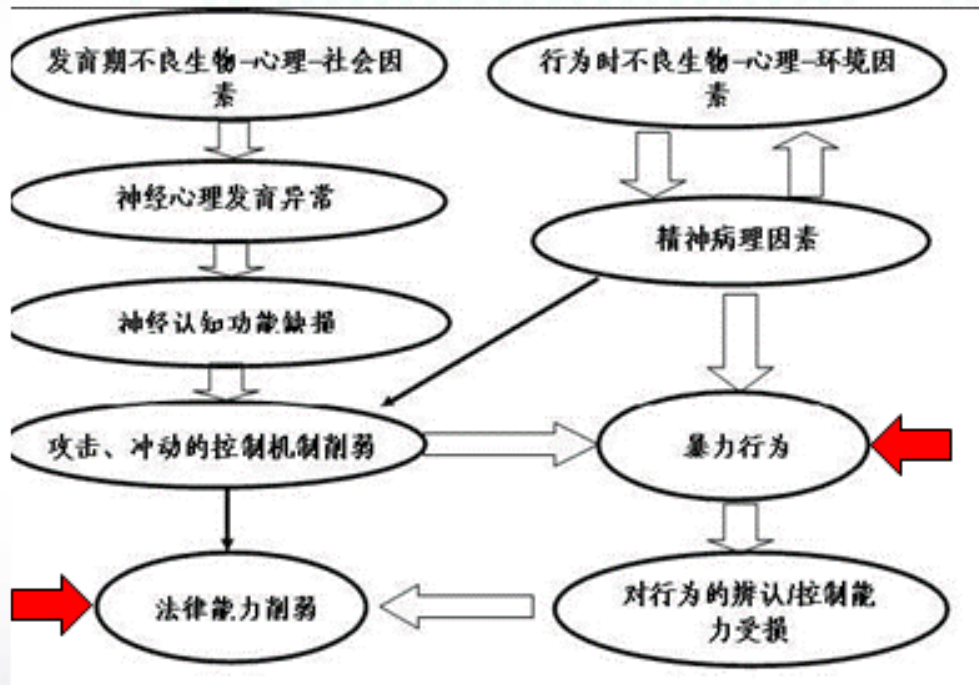 发育期不良生物-心理-社会因
素
行为时不良生物-心理-环境因
素
神经心理发育异常
精神病理因素
神经认知功能缺损
攻击、冲动的控制机制削弱
暴力行为
法律能力削弱
对行为的辨认/控制能
力受损